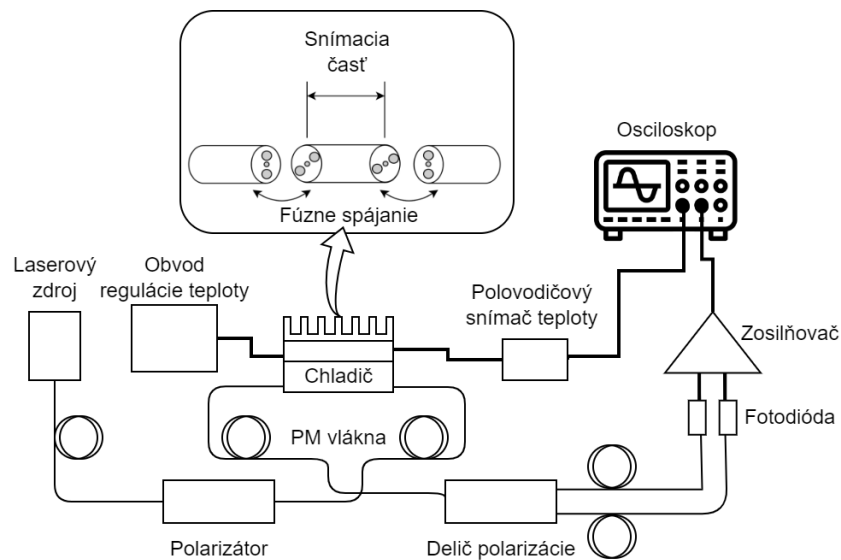 Snímacia
časť
Osciloskop
Fúzne spájanie
Laserový
zdroj
Obvod
regulácie teploty
Polovodičový
snímač teploty
Zosilňovač
Chladič
Fotodióda
PM vlákna
Polarizátor
Delič polarizácie